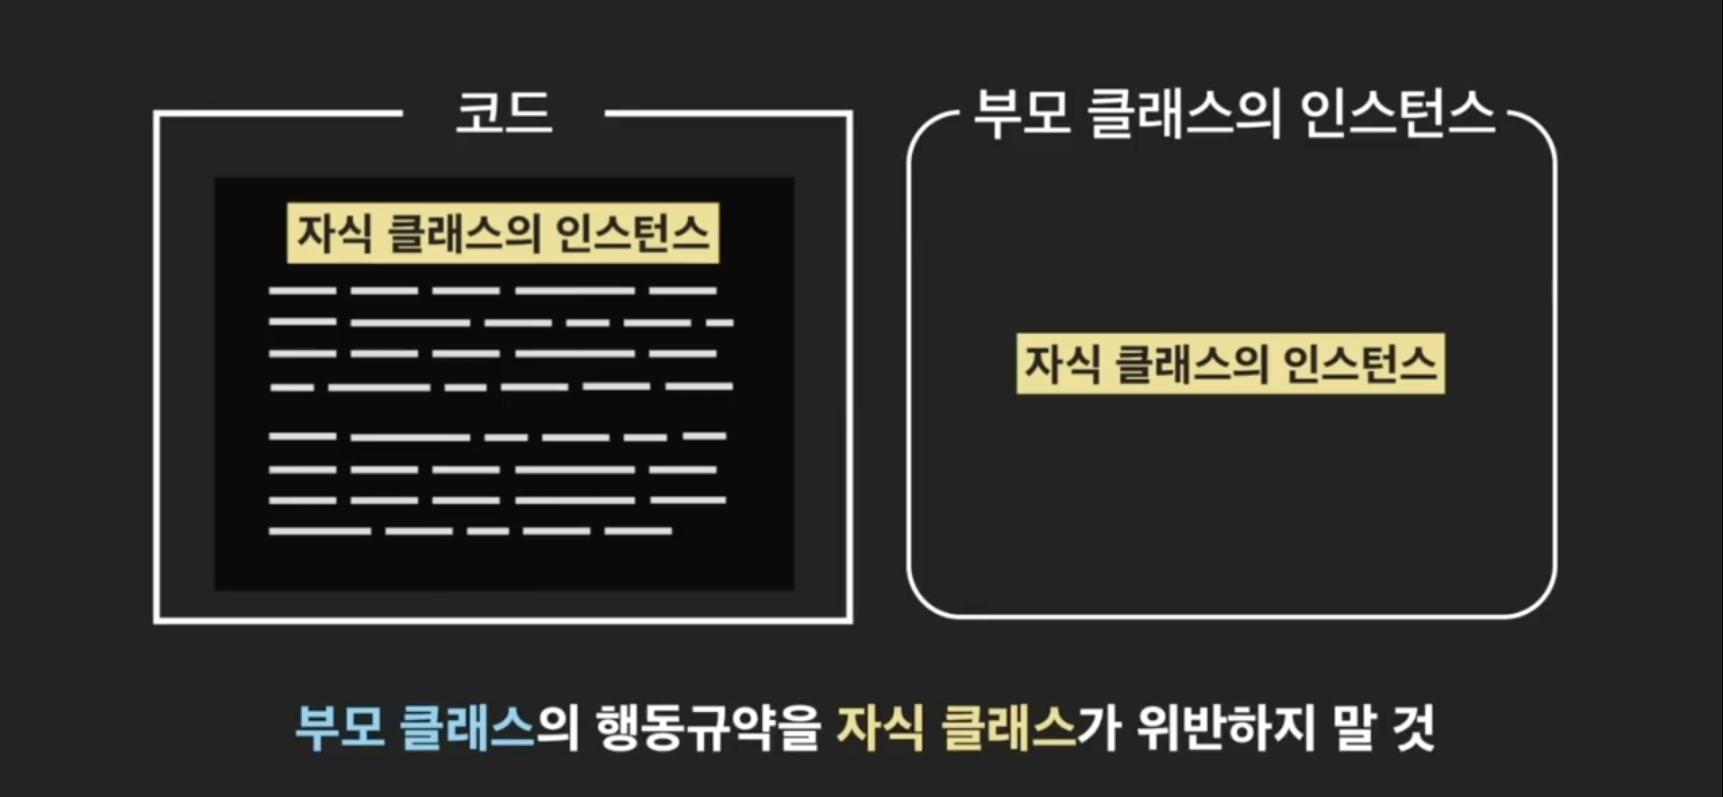 코드
자식 클래스의 인스턴스
부모 클래스의 인스턴스
자식 클래스의 인스턴스
부모 클래스의 행동규약을 자식 클래스가 위반하지 말 것